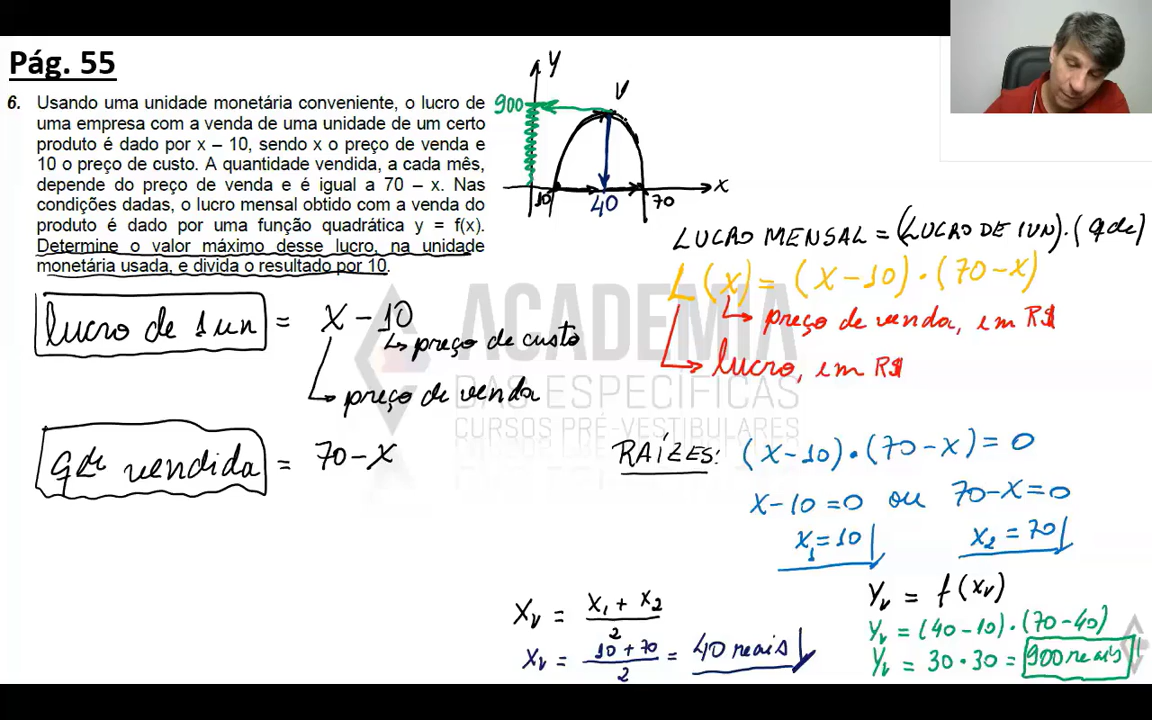 Pág. 55
6. Usando uma unidade monetária conveniente, o lucro de
uma empresa com a venda de uma unidade de um certo
produto é dado por x – 10, sendo x o preço de venda e
10 o preço de custo. A quantidade vendida, a cada mês,
depende do preço de venda e é igual a 70 – x. Nas
condições dadas, o lucro mensal obtido com a venda do
produto é dado por uma função quadrática y = f(x).
Determine o valor máximo desse lucro, na unidade
monetária usada, e divida o resultado por 10.
y
V
900
10
40
70
x
LUCRO MENSAL = (LUCRO DE 1UN).(qde)
L(x) = (x-10).(70-x)
preço de venda, em R$
lucro, em R$
lucro de 1un = x-10
preço de custo
preço de venda
qde vendida = 70-x
ACADEMIA
DAS ESPECÍFICAS
CURSOS PRÉ-VESTIBULARES
RAÍZES: (x-10).(70-x)=0
x-10=0 ou 70-x=0
x₁=10 x₂=70
Xᵥ = x₁+x₂/2
Xᵥ = 10+70/2 = 40 reais
Yᵥ = f(xᵥ)
Yᵥ = (40-10).(70-40)
Yᵥ = 30.30 = 900 reais